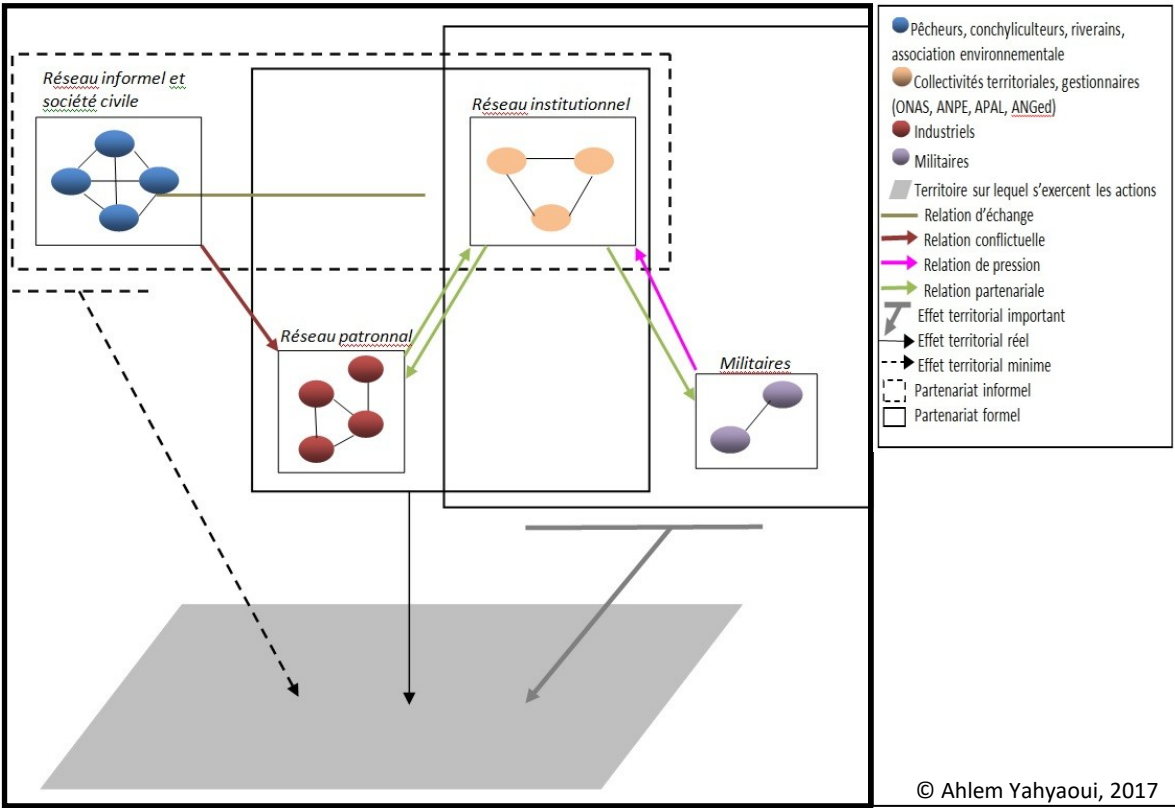 Réseau informel et
société civile
Réseau institutionnel
Réseau patronnal
Militaires
Pêcheurs, conchyliculteurs, riverains,
association environnementale
Collectivités territoriales, gestionnaires
(ONAS, ANPE, APAL, ANGed)
Industriels
Militaires
Territoire sur lequel s’exercent les actions
Relation d’échange
Relation conflictuelle
Relation de pression
Relation partenariale
Effet territorial important
Effet territorial réel
Effet territorial minime
Partenariat informel
Partenariat formel
© Ahlem Yahyaoui, 2017